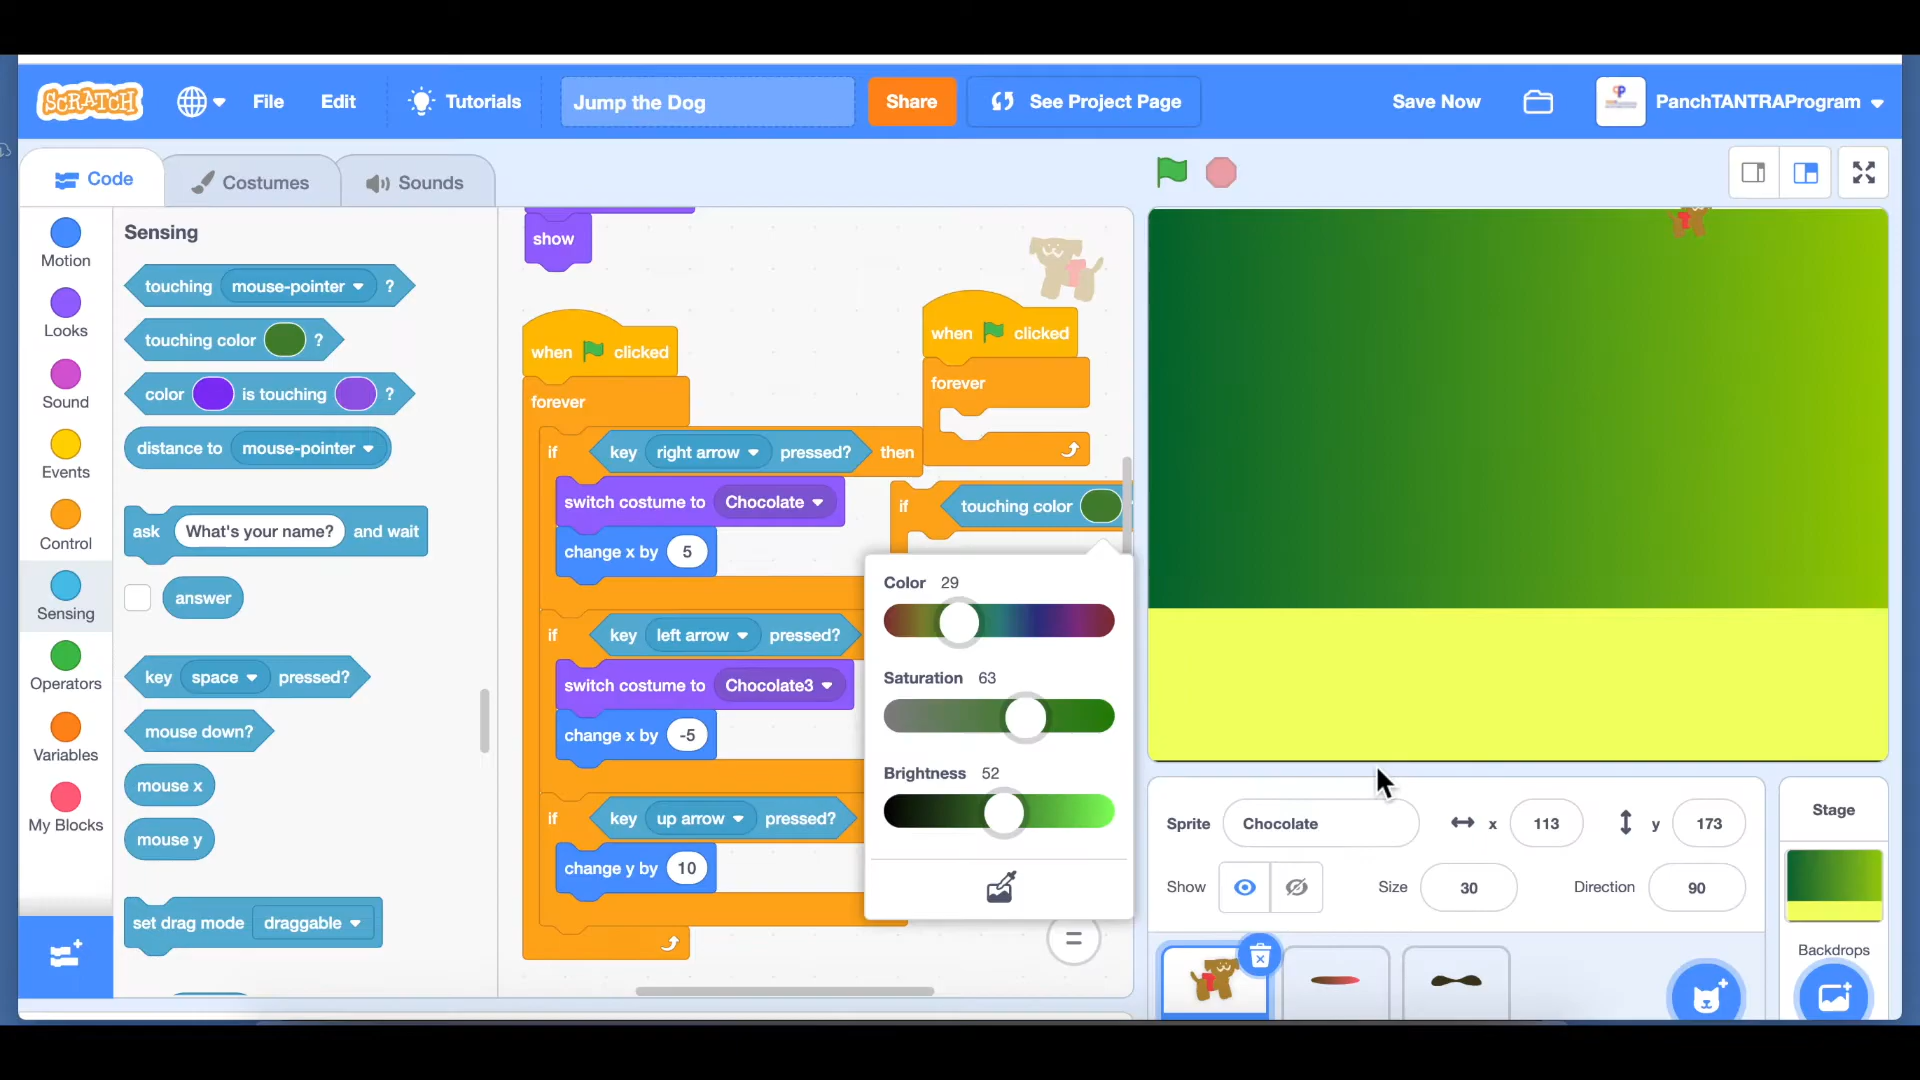 SCRATCH
File
Edit
Tutorials
Jump the Dog
Share
See Project Page
Save Now
PanchTANTRAProgram
Code
Costumes
Sounds
Motion
Looks
Sound
Events
Control
Sensing
Operators
Variables
My Blocks
Sensing
touching mouse-pointer ?
touching color ?
color is touching ?
distance to mouse-pointer
ask What's your name? and wait
answer
key space pressed?
mouse down?
mouse x
mouse y
set drag mode draggable
show
when clicked
forever
if key right arrow pressed? then
switch costume to Chocolate
change x by 5
if key left arrow pressed?
switch costume to Chocolate3
change x by -5
if key up arrow pressed?
change y by 10
when clicked
forever
if touching color
Color 29
Saturation 63
Brightness 52
Sprite Chocolate x 113 y 173
Show Size 30 Direction 90
Stage
Backdrops